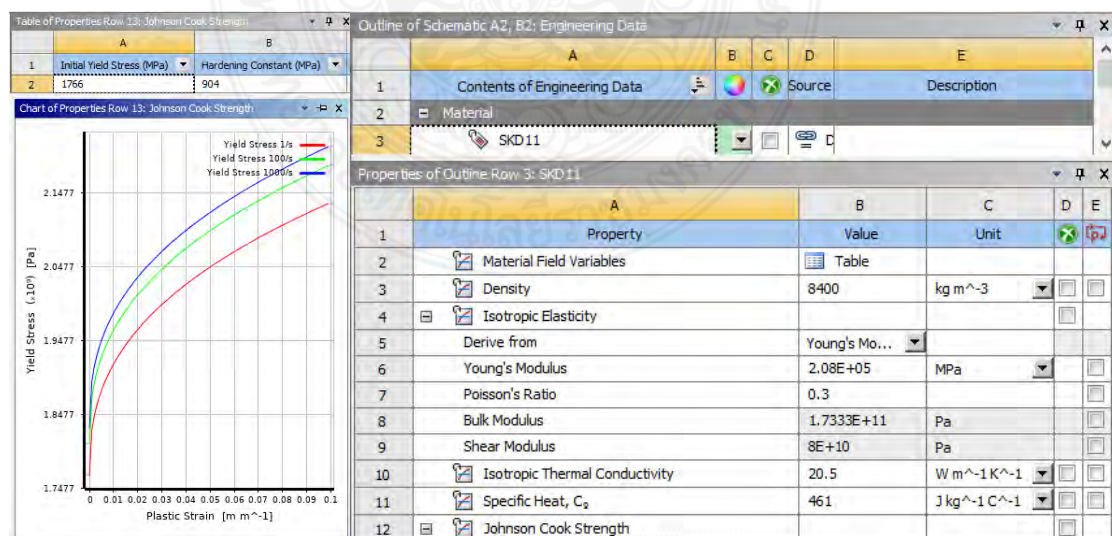 Table of Properties Row 13: Johnson Cook Strength
A B
1 Initial Yield Stress (MPa) Hardening Constant (MPa)
2 1766 904
Chart of Properties Row 13: Johnson Cook Strength
Yield Stress 1/s
Yield Stress 100/s
Yield Stress 1000/s
2.1477
2.0477
1.9477
1.8477
1.7477
Yield Stress (.10⁹) [Pa]
0 0.01 0.02 0.03 0.04 0.05 0.06 0.07 0.08 0.09 0.1
Plastic Strain [m m^-1]
Outline of Schematic A2, B2: Engineering Data
A B C D E
1 Contents of Engineering Data Source Description
2 Material
3 SKD11 D
Properties of Outline Row 3: SKD11
A B C D E
1 Property Value Unit
2 Material Field Variables Table
3 Density 8400 kg m^-3
4 Isotropic Elasticity
5 Derive from Young's Mo...
6 Young's Modulus 2.08E+05 MPa
7 Poisson's Ratio 0.3
8 Bulk Modulus 1.7333E+11 Pa
9 Shear Modulus 8E+10 Pa
10 Isotropic Thermal Conductivity 20.5 W m^-1 K^-1
11 Specific Heat, Cₚ 461 J kg^-1 C^-1
12 Johnson Cook Strength